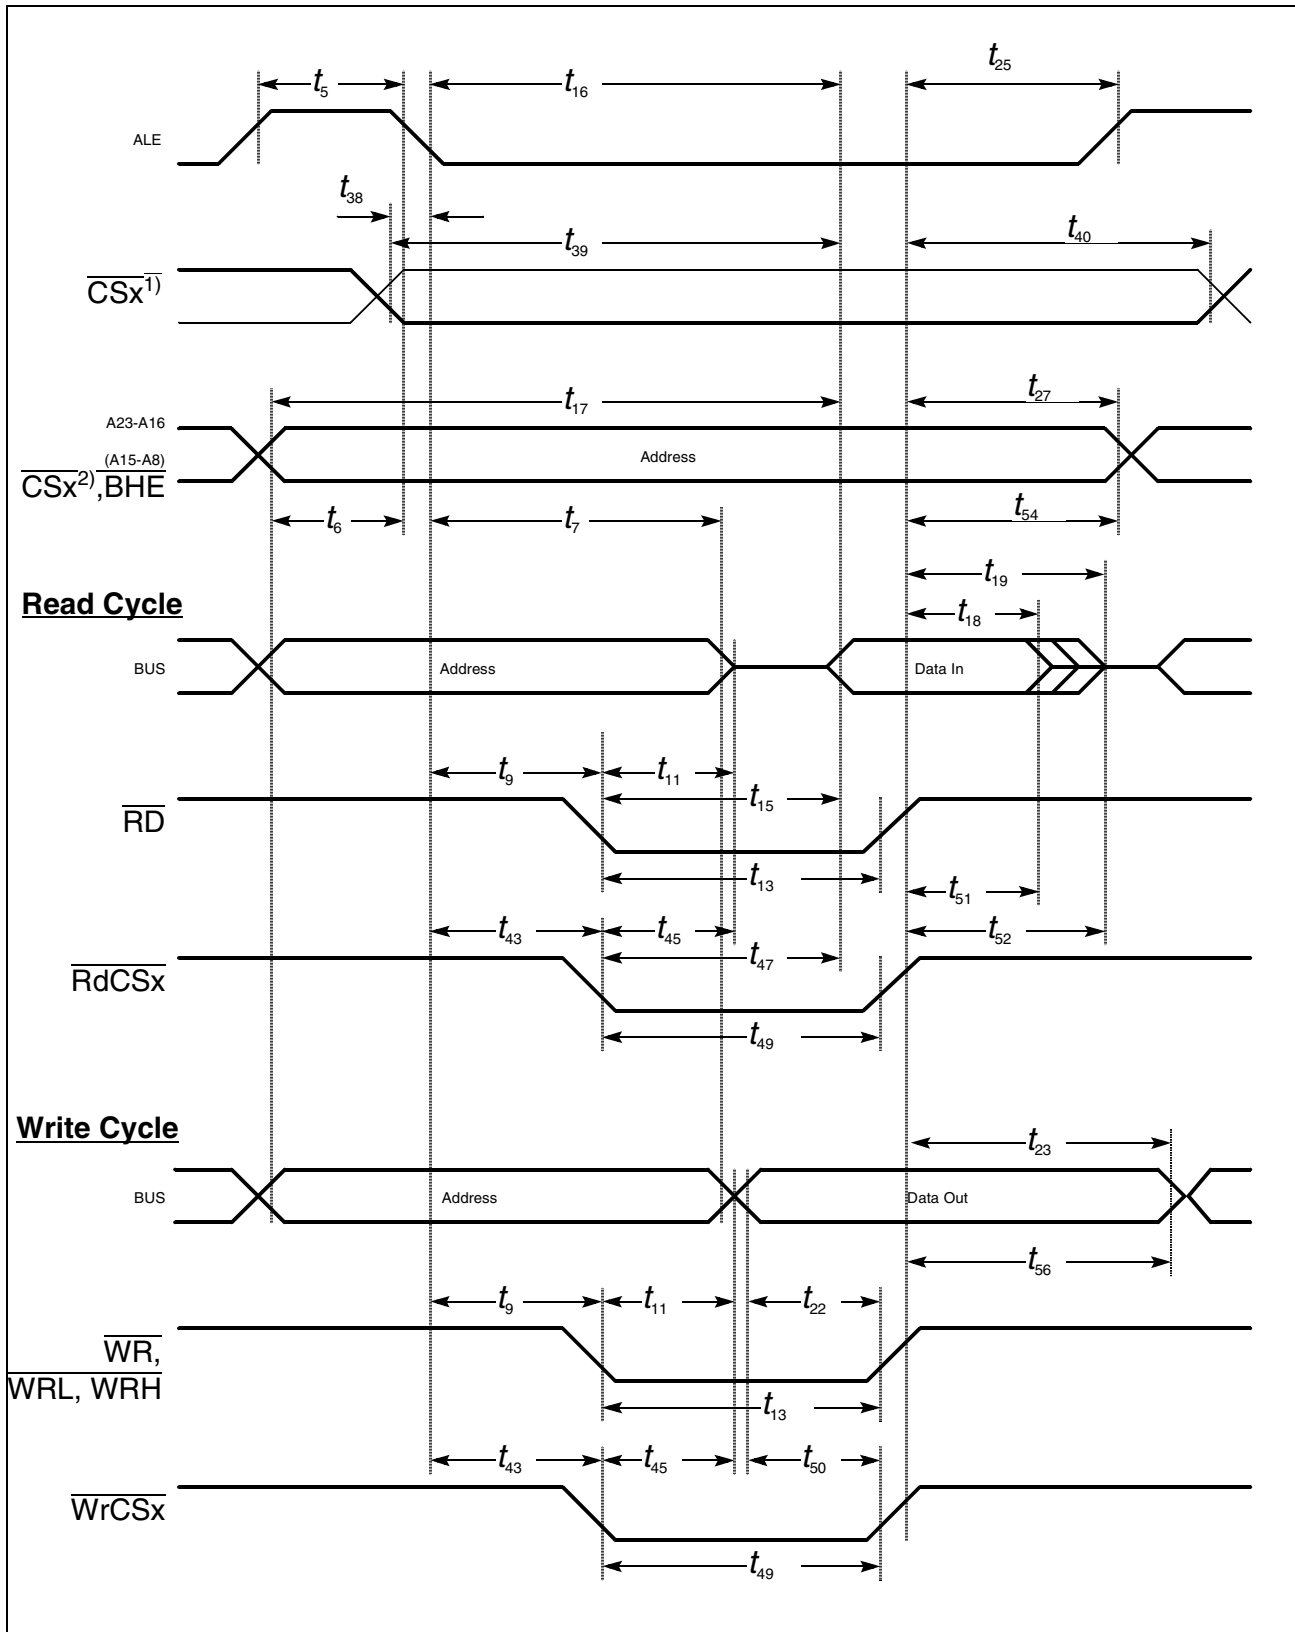 t5 t16 t25
ALE
t38
t39 t40
CSx1)
t17 t27
A23-A16
(A15-A8)
Address
CSx2),BHE
t6 t7 t54
t19
Read Cycle
t18
BUS Address Data In
t9 t11
t15
RD
t13 t51
t43 t45 t52
t47
RdCSx
t49
Write Cycle
t23
BUS Address Data Out
t56
t9 t11 t22
WR,
WRL, WRH
t13
t43 t45 t50
WrCSx
t49